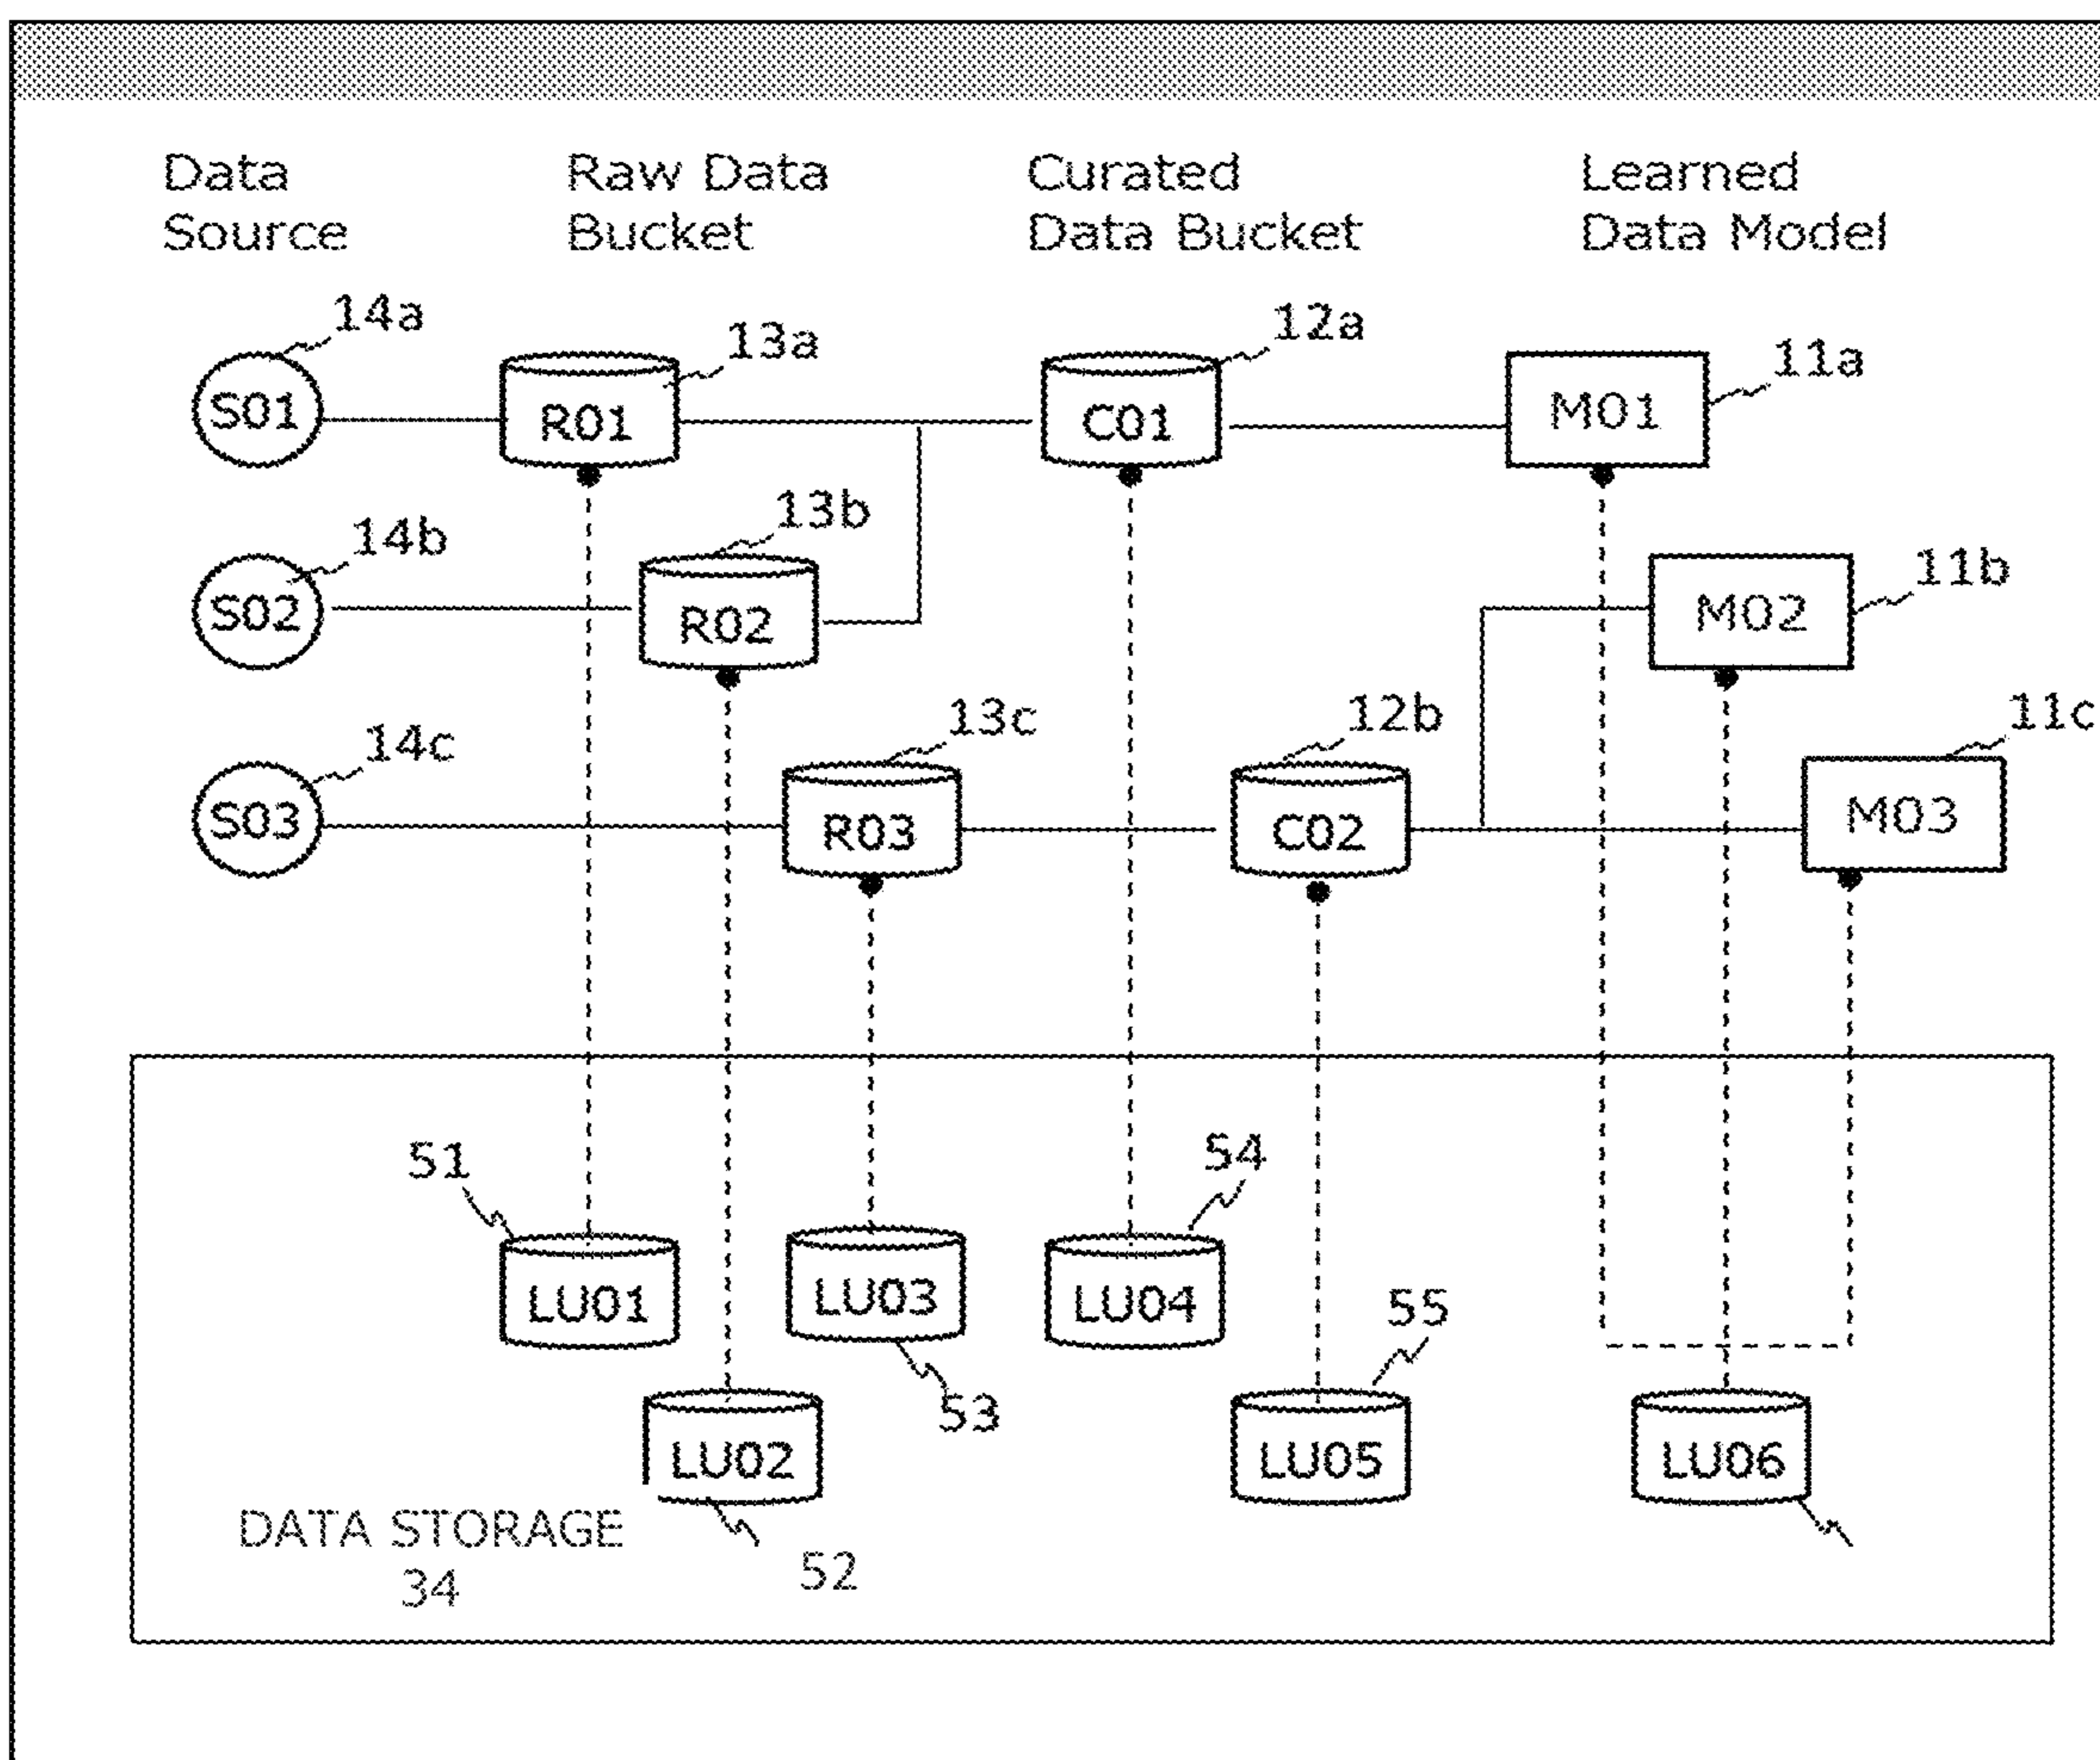 Data
Source
Raw Data
Bucket
Curated
Data Bucket
Learned
Data Model
14a
13a
12a
11a
S01
R01
C01
M01
14b
13b
11b
S02
R02
M02
14c
13c
12b
11c
S03
R03
C02
M03
51
54
LU01
LU03
LU04
55
53
LU02
LU05
LU06
DATA STORAGE
34
52